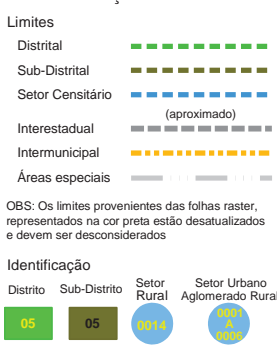 Limites
Distrital
Sub-Distrital
Setor Censitário
(aproximado)
Interestadual
Intermunicipal
Áreas especiais
OBS: Os limites provenientes das folhas raster,
representados na cor preta estão desatualizados
e devem ser desconsiderados
Identificação
Distrito Sub-Distrito Setor Rural Setor Urbano Aglomerado Rural
05 05 0014 0001 A 0006